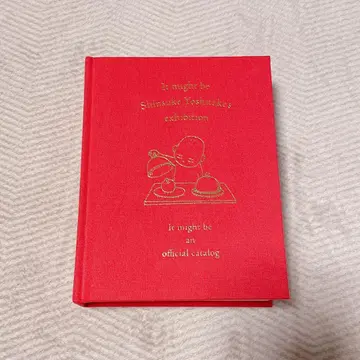 It might be
Shinsuke Yoshitake
exhibition
It might be
an
official catalog